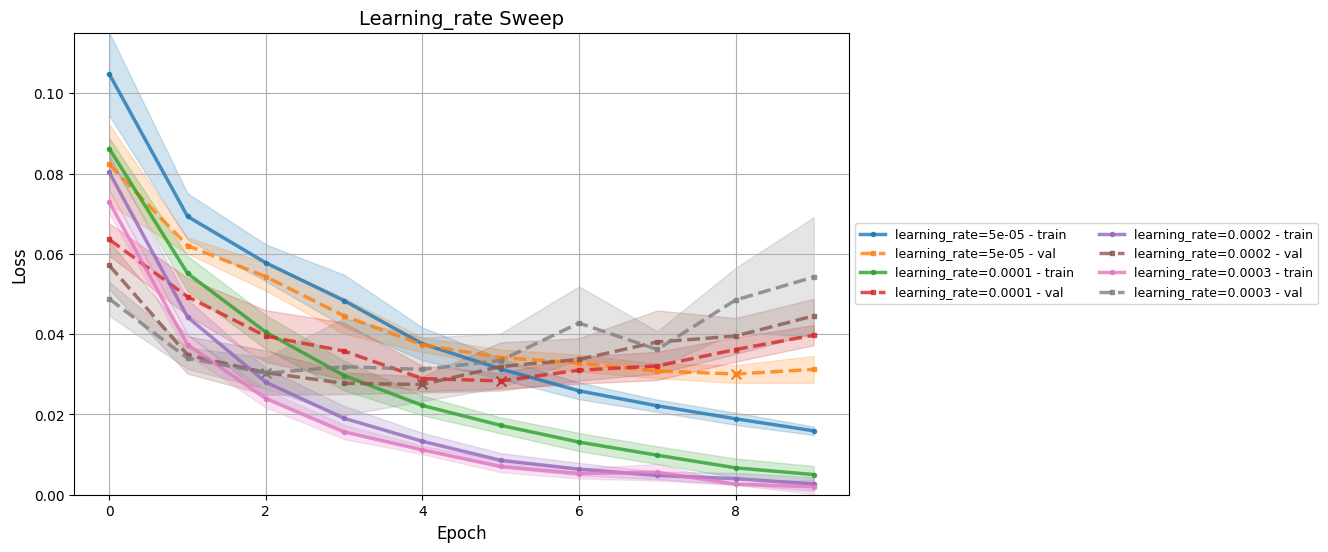 Learning_rate Sweep
Loss
0.10
0.08
0.06
0.04
0.02
0.00
0
2
4
6
8
Epoch
learning_rate=5e-05 - train
learning_rate=5e-05 - val
learning_rate=0.0001 - train
learning_rate=0.0001 - val
learning_rate=0.0002 - train
learning_rate=0.0002 - val
learning_rate=0.0003 - train
learning_rate=0.0003 - val